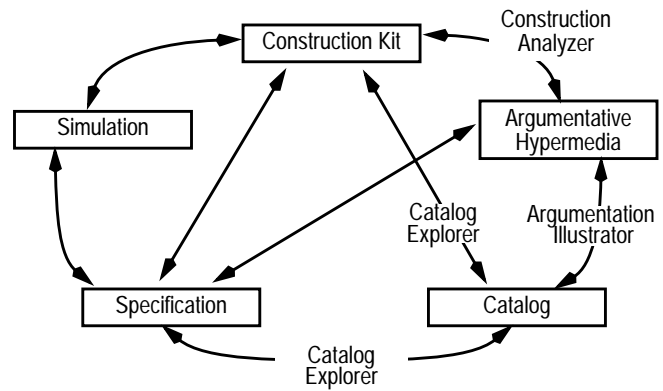 Construction
Analyzer
Construction Kit
Simulation
Argumentative
Hypermedia
Catalog
Explorer
Argumentation
Illustrator
Specification
Catalog
Catalog
Explorer